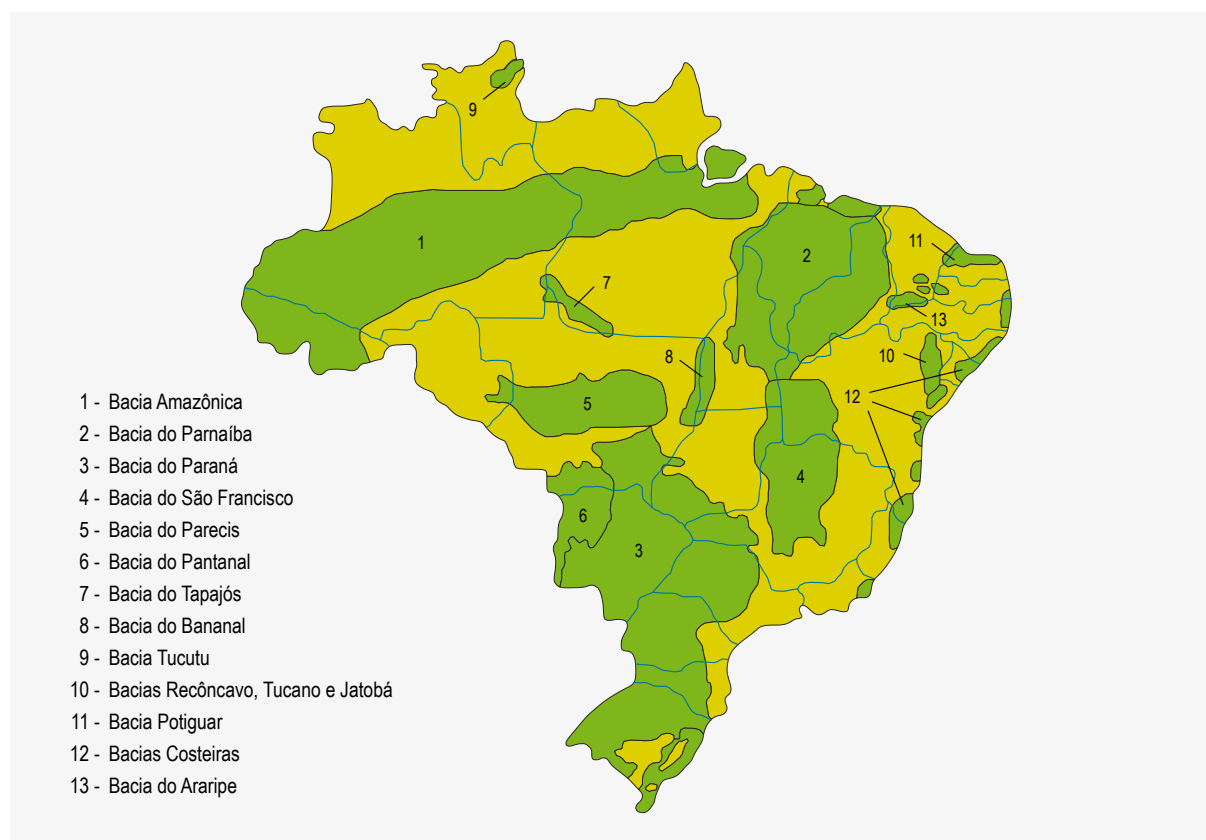 9
1
11
2
7
13
8
10
12
5
4
6
3
1 - Bacia Amazônica
2 - Bacia do Parnaíba
3 - Bacia do Paraná
4 - Bacia do São Francisco
5 - Bacia do Parecis
6 - Bacia do Pantanal
7 - Bacia do Tapajós
8 - Bacia do Bananal
9 - Bacia Tucutu
10 - Bacias Recôncavo, Tucano e Jatobá
11 - Bacia Potiguar
12 - Bacias Costeiras
13 - Bacia do Araripe